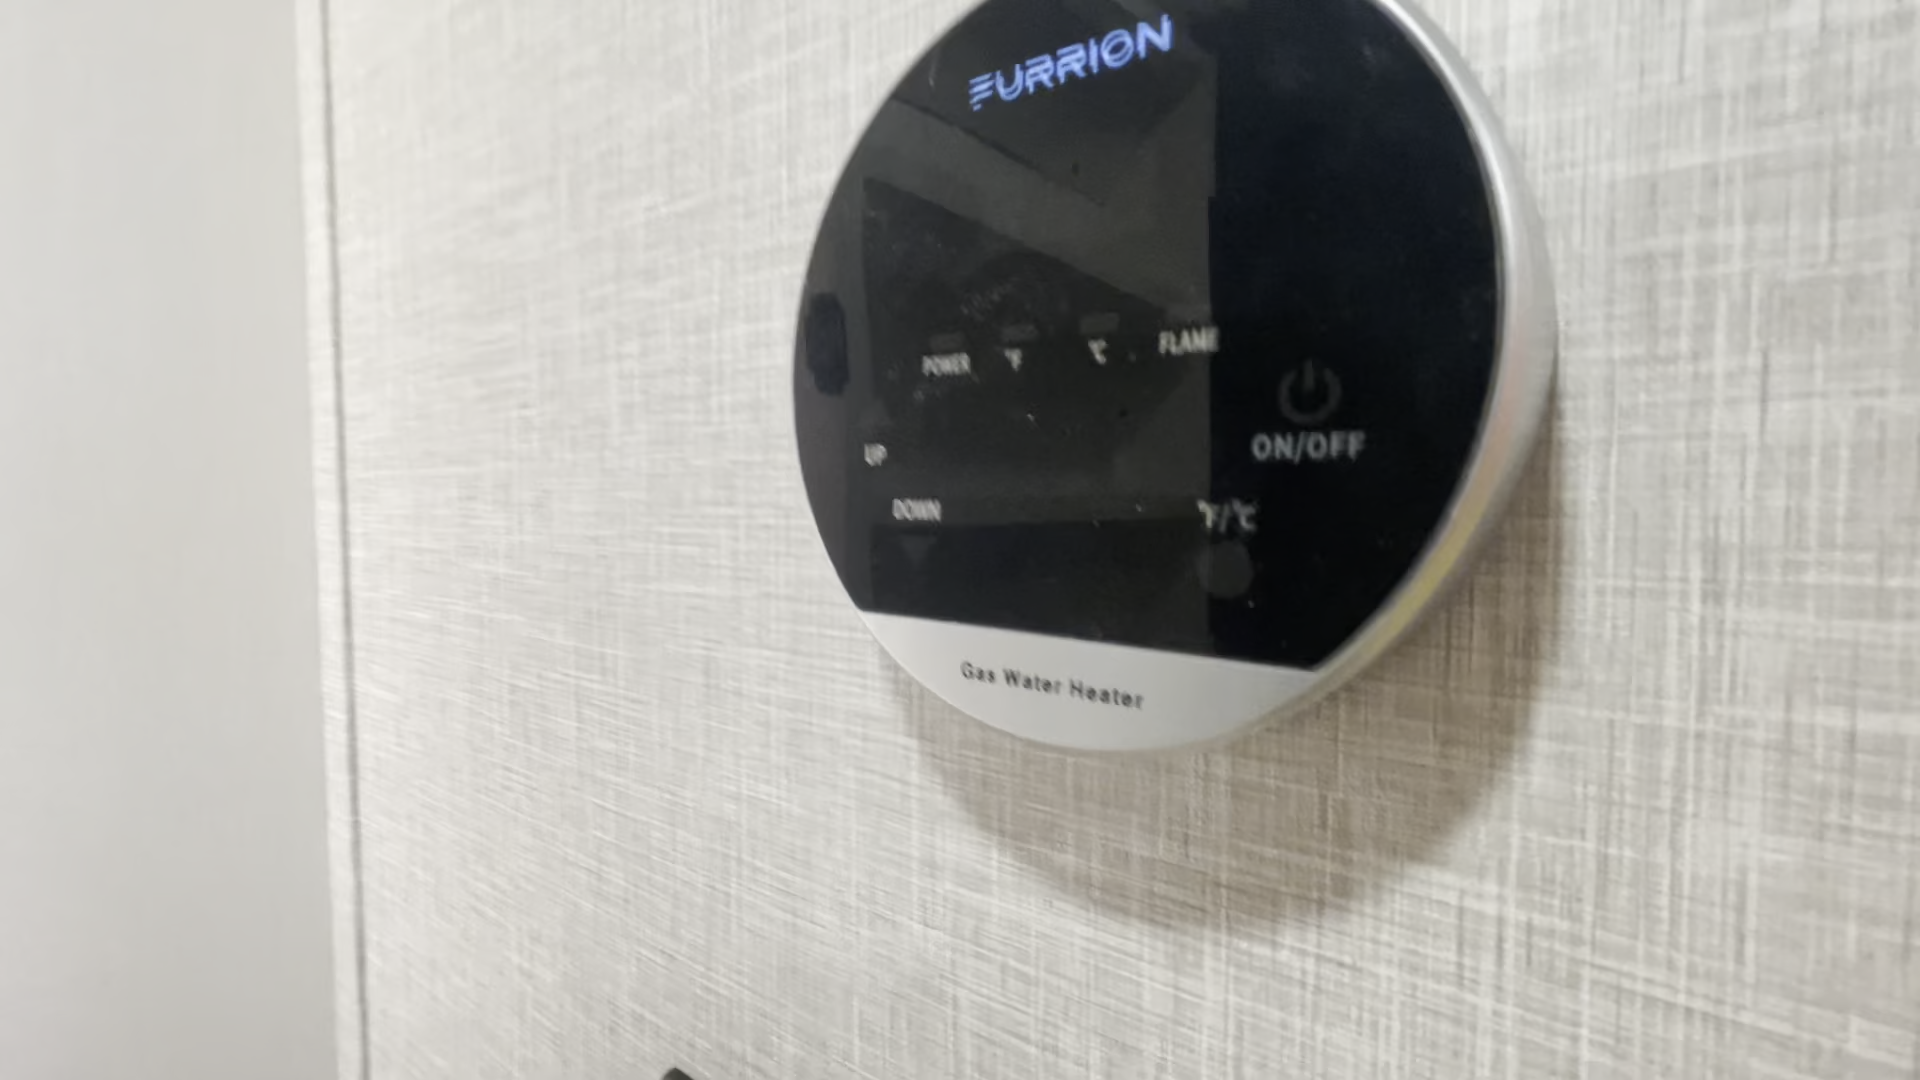 FURRION
POWER °F °C FLAME
UP
ON/OFF
DOWN
°F/°C
Gas Water Heater